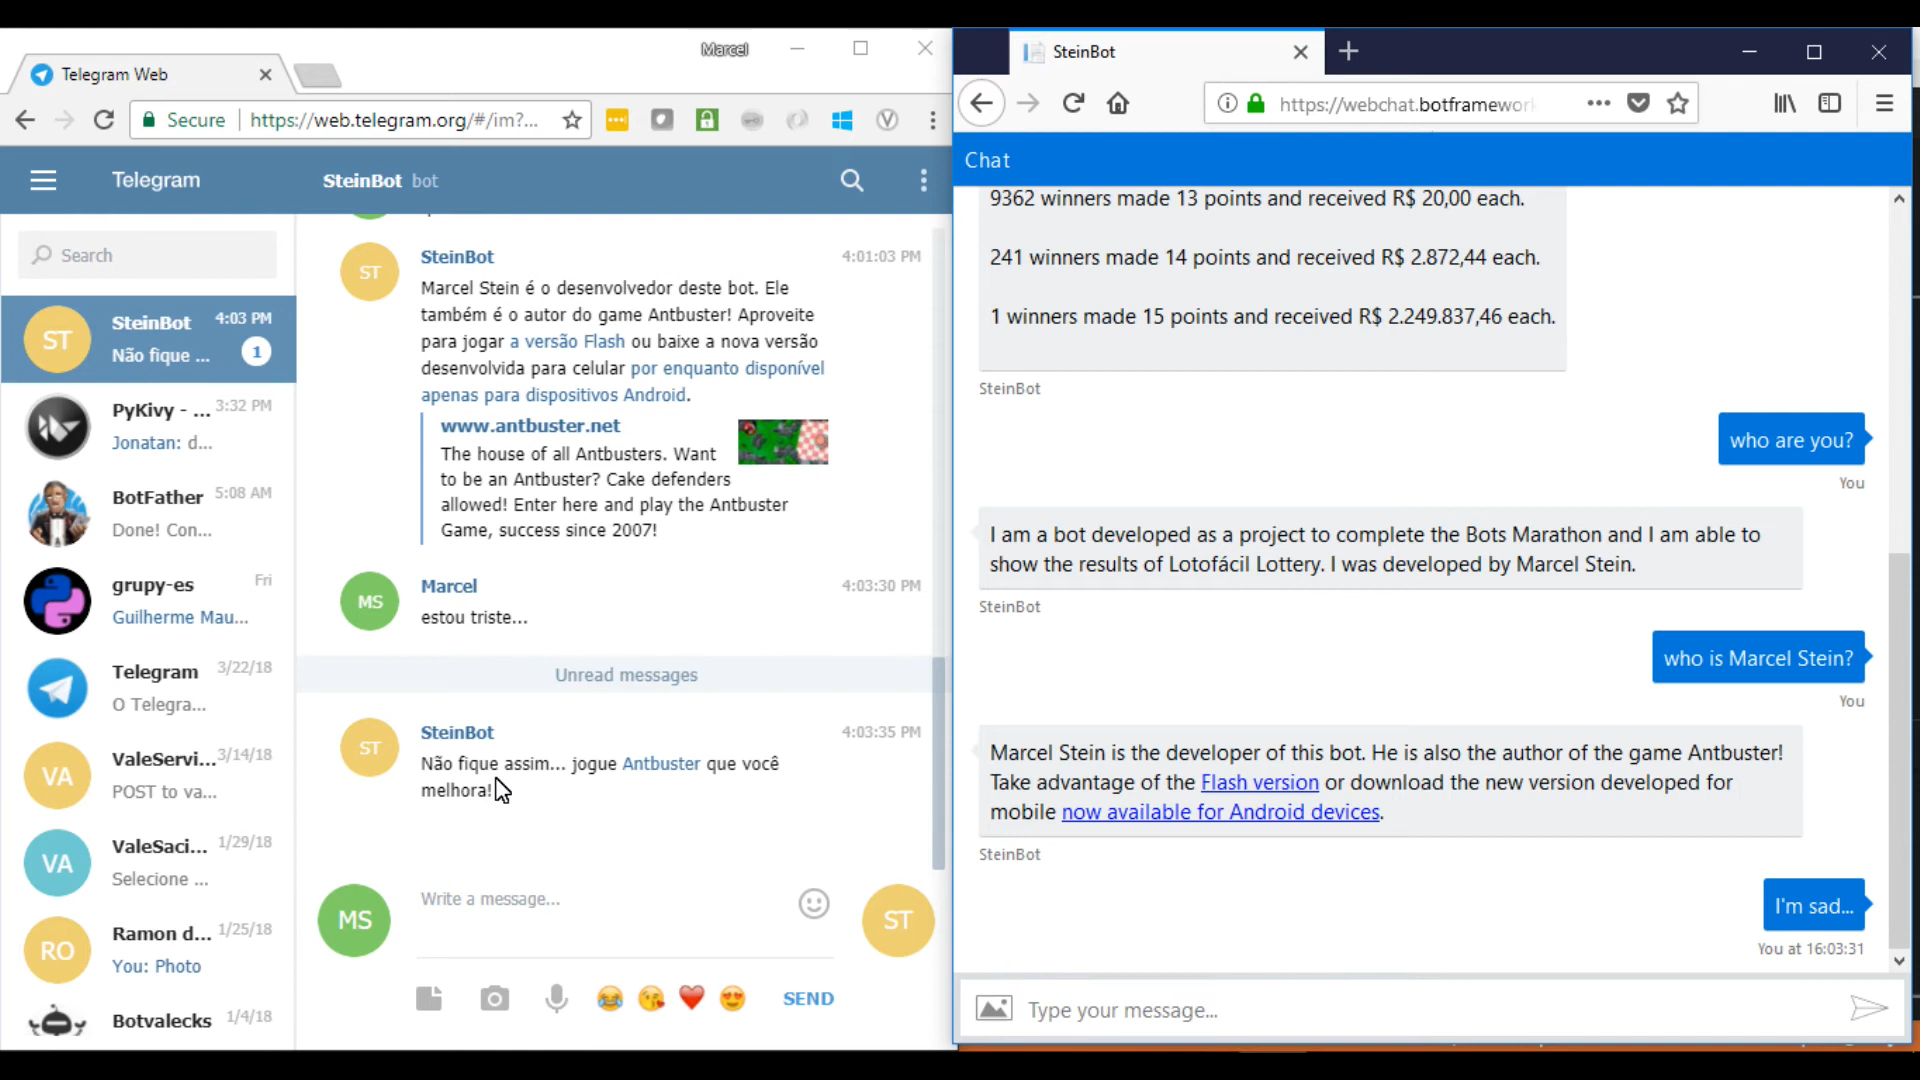 Marcel
Telegram Web
Secure https://web.telegram.org/#/im?...
Telegram
SteinBot bot
Search
SteinBot 4:03 PM
Não fique ... 1
PyKivy - ... 3:32 PM
Jonatan: d...
BotFather 5:08 AM
Done! Con...
grupy-es Fri
Guilherme Mau...
Telegram 3/22/18
O Telegra...
ValeServi... 3/14/18
POST to va...
ValeSaci... 1/29/18
Selecione ...
Ramon d... 1/25/18
You: Photo
Botvalecks 1/4/18
ST
VA
VA
RO
ST
SteinBot 4:01:03 PM
Marcel Stein é o desenvolvedor deste bot. Ele
também é o autor do game Antbuster! Aproveite
para jogar a versão Flash ou baixe a nova versão
desenvolvida para celular por enquanto disponível
apenas para dispositivos Android.
www.antbuster.net
The house of all Antbusters. Want
to be an Antbuster? Cake defenders
allowed! Enter here and play the Antbuster
Game, success since 2007!
MS
Marcel 4:03:30 PM
estou triste...
Unread messages
ST
SteinBot 4:03:35 PM
Não fique assim... jogue Antbuster que você
melhora!
MS
Write a message...
ST
SEND
SteinBot
https://webchat.botframework
Chat
9362 winners made 13 points and received R$ 20,00 each.
241 winners made 14 points and received R$ 2.872,44 each.
1 winners made 15 points and received R$ 2.249.837,46 each.
SteinBot
who are you?
You
I am a bot developed as a project to complete the Bots Marathon and I am able to
show the results of Lotofácil Lottery. I was developed by Marcel Stein.
SteinBot
who is Marcel Stein?
You
Marcel Stein is the developer of this bot. He is also the author of the game Antbuster!
Take advantage of the Flash version or download the new version developed for
mobile now available for Android devices.
SteinBot
I'm sad...
You at 16:03:31
Type your message...